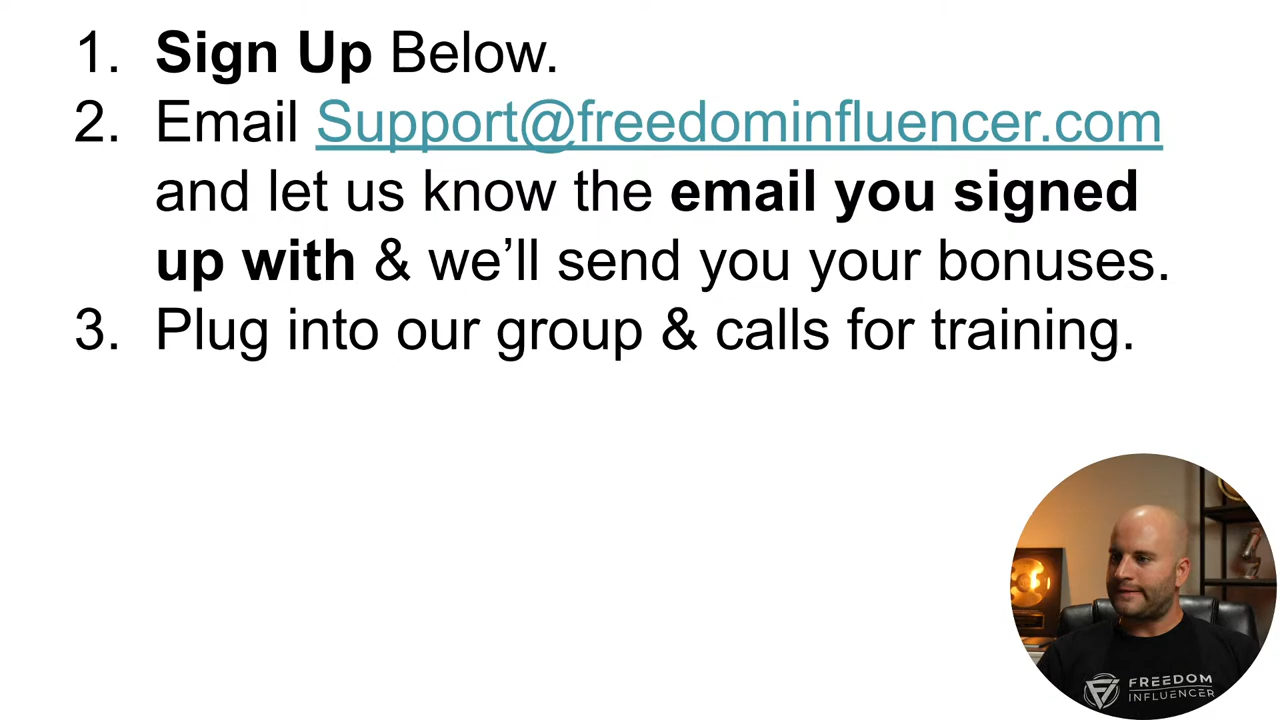 1. Sign Up Below.
2. Email Support@freedominfluencer.com
and let us know the email you signed
up with & we’ll send you your bonuses.
3. Plug into our group & calls for training.
FREEDOM
INFLUENCER